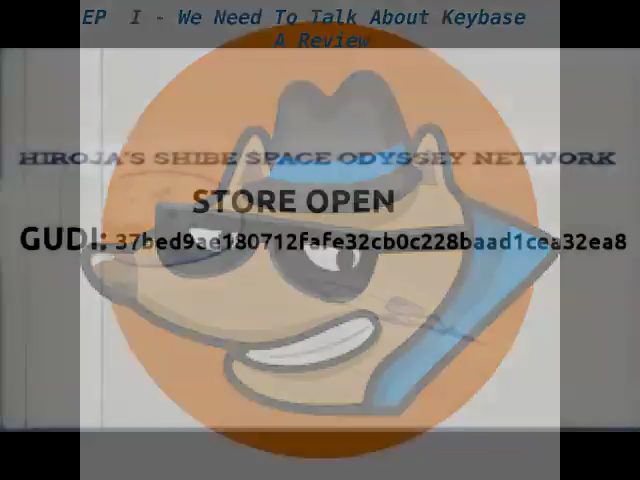 EP I - We Need To Talk About Keybase
A Review
HIROJA'S SHIBE SPACE ODYSSEY NETWORK
STORE OPEN
GUDI: 37bed9ae180712fafe32cb0c228baad1cea32ea8